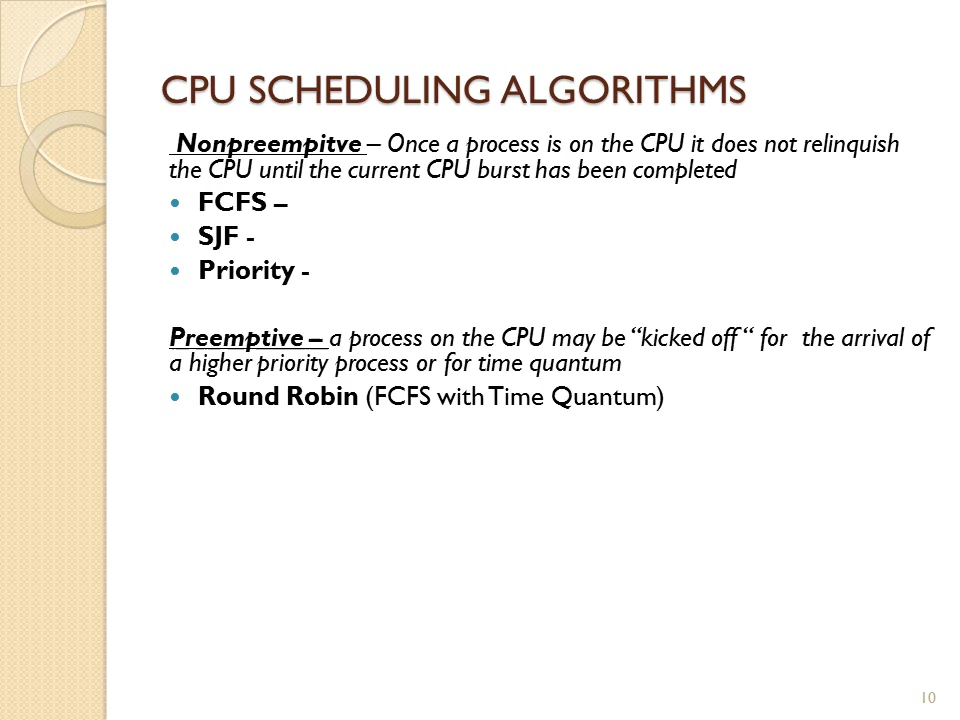 CPU SCHEDULING ALGORITHMS
Nonpreempitve – Once a process is on the CPU it does not relinquish
the CPU until the current CPU burst has been completed
• FCFS –
• SJF -
• Priority -
Preemptive – a process on the CPU may be “kicked off “ for  the arrival of
a higher priority process or for time quantum
• Round Robin (FCFS with Time Quantum)
10